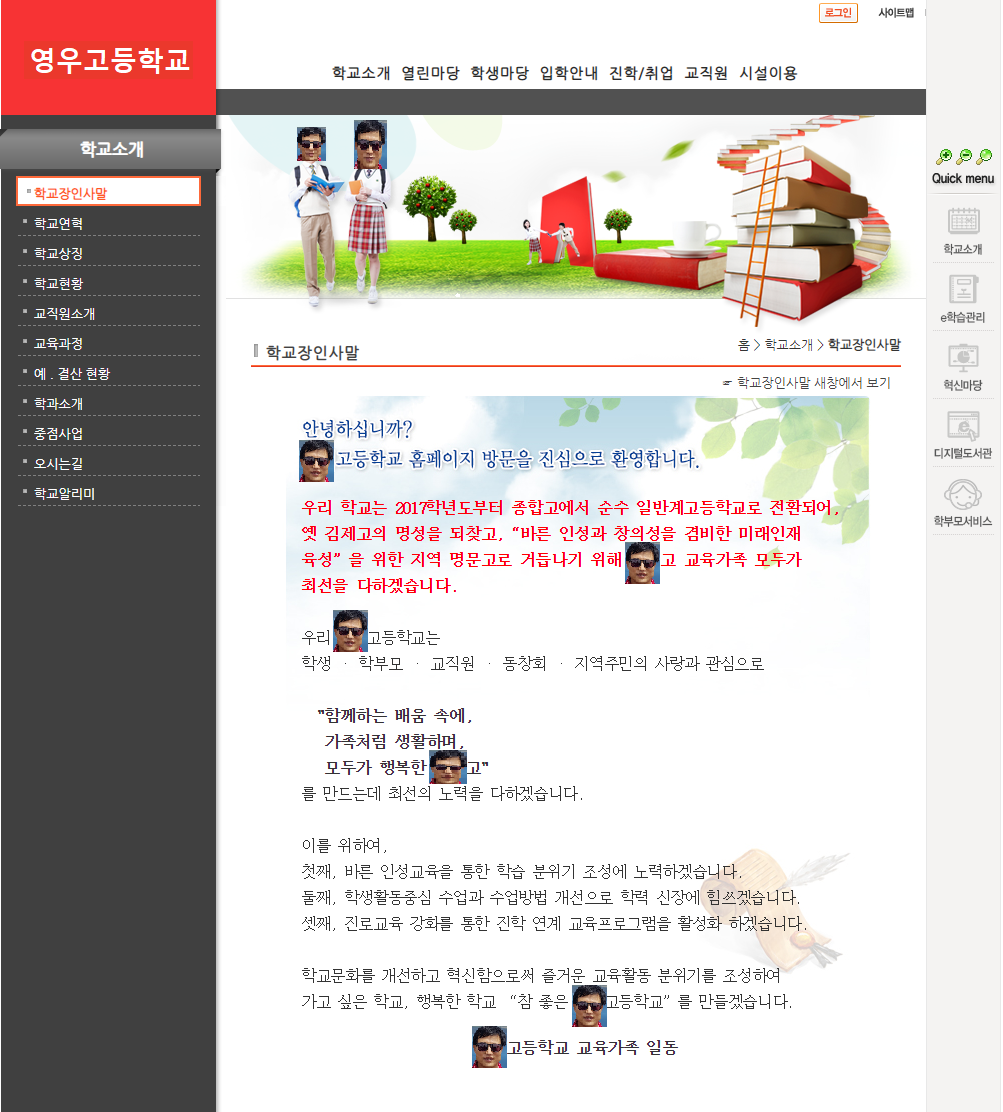 로그인
사이트맵
영우고등학교
학교소개 열린마당 학생마당 입학안내 진학/취업 교직원 시설이용
학교소개
학교장인사말
학교연혁
학교상징
학교현황
교직원소개
교육과정
예 . 결산 현황
학과소개
중점사업
오시는길
학교알리미
Quick menu
학교소개
e학습관리
혁신마당
디지털도서관
학부모서비스
학교장인사말
홈 > 학교소개 > 학교장인사말
☞ 학교장인사말 새창에서 보기
안녕하십니까?
고등학교 홈페이지 방문을 진심으로 환영합니다.
우리 학교는 2017학년도부터 종합고에서 순수 일반계고등학교로 전환되어,
옛 김제고의 명성을 되찾고, “바른 인성과 창의성을 겸비한 미래인재
육성” 을 위한 지역 명문고로 거듭나기 위해 고 교육가족 모두가
최선을 다하겠습니다.
우리 고등학교는
학생 · 학부모 · 교직원 · 동창회 · 지역주민의 사랑과 관심으로
"함께하는 배움 속에,
가족처럼 생활하며,
모두가 행복한 고"
를 만드는데 최선의 노력을 다하겠습니다.
이를 위하여,
첫째, 바른 인성교육을 통한 학습 분위기 조성에 노력하겠습니다.
둘째, 학생활동중심 수업과 수업방법 개선으로 학력 신장에 힘쓰겠습니다.
셋째, 진로교육 강화를 통한 진학 연계 교육프로그램을 활성화 하겠습니다.
학교문화를 개선하고 혁신함으로써 즐거운 교육활동 분위기를 조성하여
가고 싶은 학교, 행복한 학교 “참 좋은 고등학교” 를 만들겠습니다.
고등학교 교육가족 일동